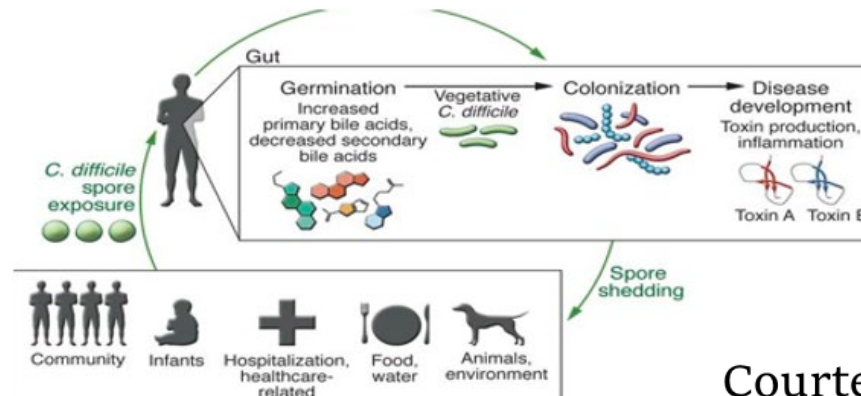 Gut
Germination
Increased
primary bile acids,
decreased secondary
bile acids
Vegetative
C. difficile
Colonization
Disease
development
Toxin production,
inflammation
Toxin A
Toxin B
C. difficile
spore
exposure
Spore
shedding
Community
Infants
Hospitalization,
healthcare-
related
Food,
water
Animals,
environment